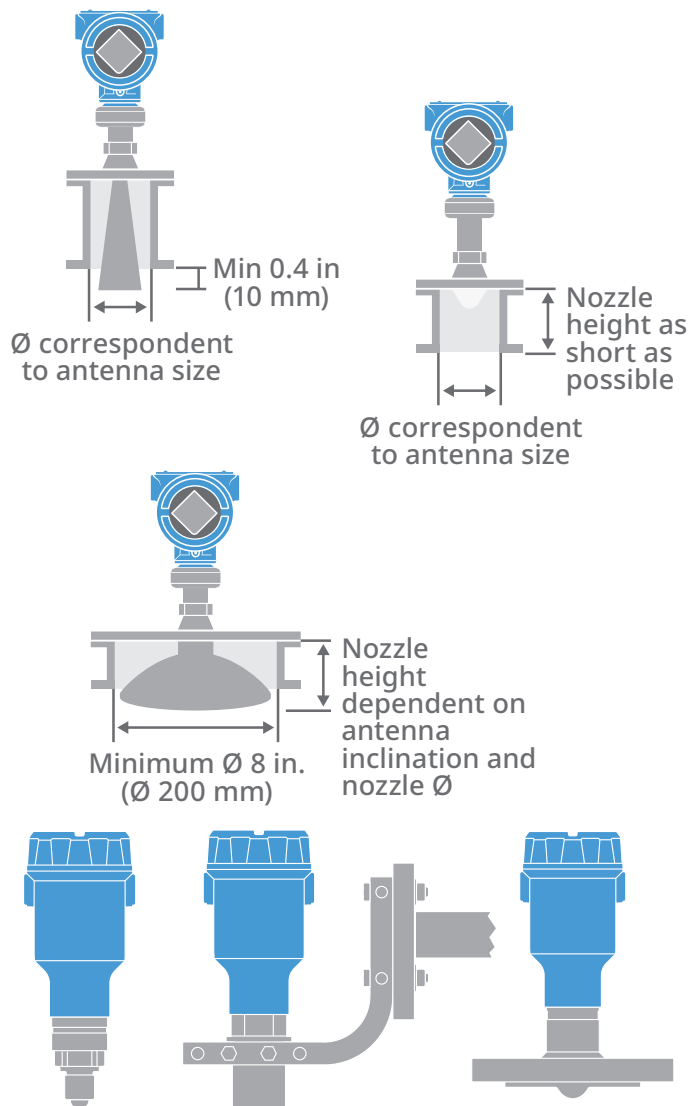 Min 0.4 in
(10 mm)
Ø correspondent
to antenna size
Nozzle
height as
short as
possible
Ø correspondent
to antenna size
Nozzle
height
dependent on
antenna
inclination and
nozzle Ø
Minimum Ø 8 in.
(Ø 200 mm)